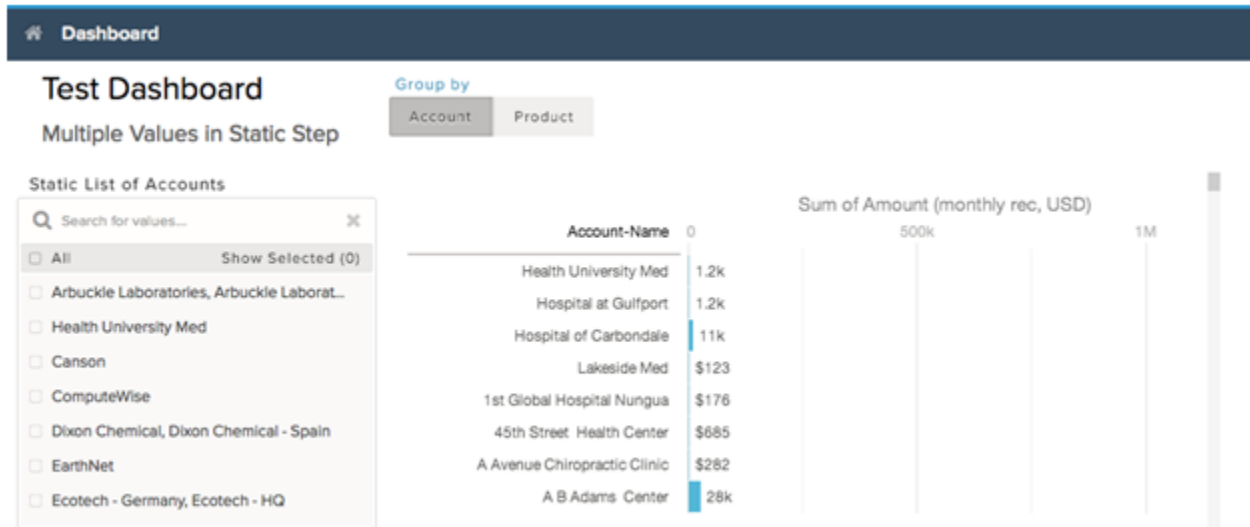 Dashboard
Test Dashboard
Multiple Values in Static Step
Group by
Account Product
Static List of Accounts
Search for values...
All Show Selected (0)
Arbuckle Laboratories, Arbuckle Laborat...
Health University Med
Canson
ComputeWise
Dixon Chemical, Dixon Chemical - Spain
EarthNet
Ecotech - Germany, Ecotech - HQ
Sum of Amount (monthly rec, USD)
Account-Name 0 500k 1M
Health University Med 1.2k
Hospital at Gulfport 1.2k
Hospital of Carbondale 11k
Lakeside Med $123
1st Global Hospital Nungua $176
45th Street Health Center $685
A Avenue Chiropractic Clinic $282
A B Adams Center 28k